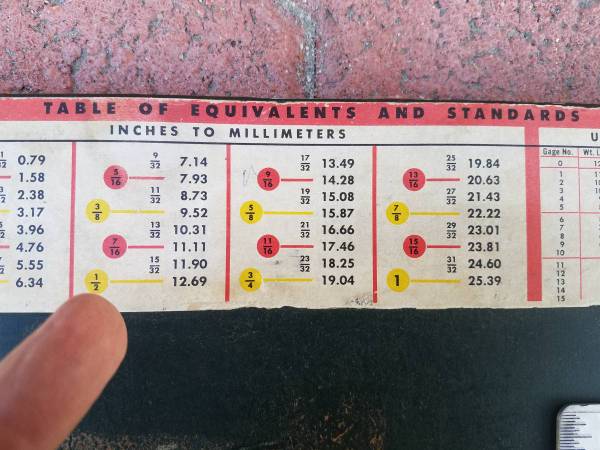 TABLE OF EQUIVALENTS AND STANDARDS
INCHES TO MILLIMETERS
U
Gage No. Wt. L
0.79 9/32 7.14 17/32 13.49 25/32 19.84 0 12
1.58 5/16 7.93 9/16 14.28 13/16 20.63 1 11
2.38 11/32 8.73 19/32 15.08 27/32 21.43 2 10
3.17 3/8 9.52 5/8 15.87 7/8 22.22 4
3.96 13/32 10.31 21/32 16.66 29/32 23.01 6
4.76 7/16 11.11 11/16 17.46 15/16 23.81 8
5.55 15/32 11.90 23/32 18.25 31/32 24.60 11
6.34 1/2 12.69 3/4 19.04 1 25.39 13
3
5
7
9
10
12
14
15